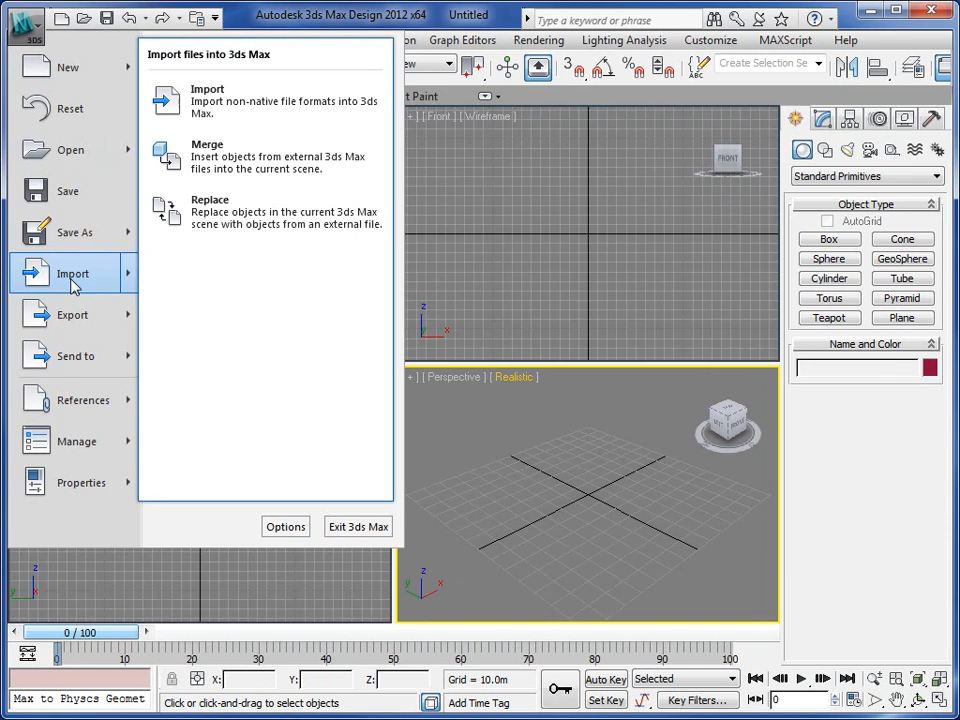 Autodesk 3ds Max Design 2012 x64 Untitled
Type a keyword or phrase
3DS
Graph Editors Rendering Lighting Analysis Customize MAXScript Help
Create Selection Se
New
Reset
Open
Save
Save As
Import
Export
Send to
References
Manage
Properties
Import files into 3ds Max
Import
Import non-native file formats into 3ds
Max.
Merge
Insert objects from external 3ds Max
files into the current scene.
Replace
Replace objects in the current 3ds Max
scene with objects from an external file.
Options Exit 3ds Max
t Paint
+ ] [ Front ] [ Wireframe ]
FRONT
z
x
+ ] [ Perspective ] [ Realistic ]
z
y x
z
y x
Standard Primitives
Object Type
AutoGrid
Box Cone
Sphere GeoSphere
Cylinder Tube
Torus Pyramid
Teapot Plane
Name and Color
0 / 100
0 10 20 30 40 50 60 70 80 90 100
X: Y: Z: Grid = 10.0m Auto Key Selected
Max to Physcs Geomet Click or click-and-drag to select objects Add Time Tag Set Key Key Filters... 0